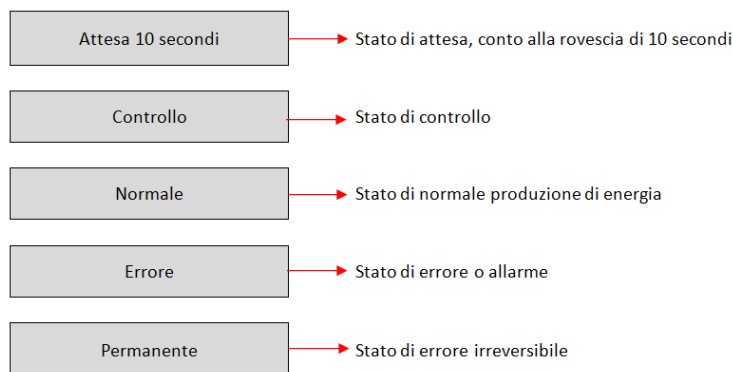 Attesa 10 secondi
Stato di attesa, conto alla rovescia di 10 secondi
Controllo
Stato di controllo
Normale
Stato di normale produzione di energia
Errore
Stato di errore o allarme
Permanente
Stato di errore irreversibile